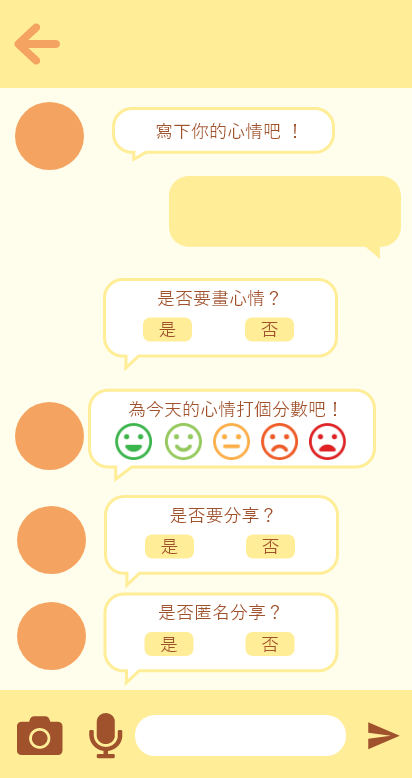 寫下你的心情吧 ！
是否要畫心情？
是 否
為今天的心情打個分數吧！
是否要分享？
是 否
是否匿名分享？
是 否